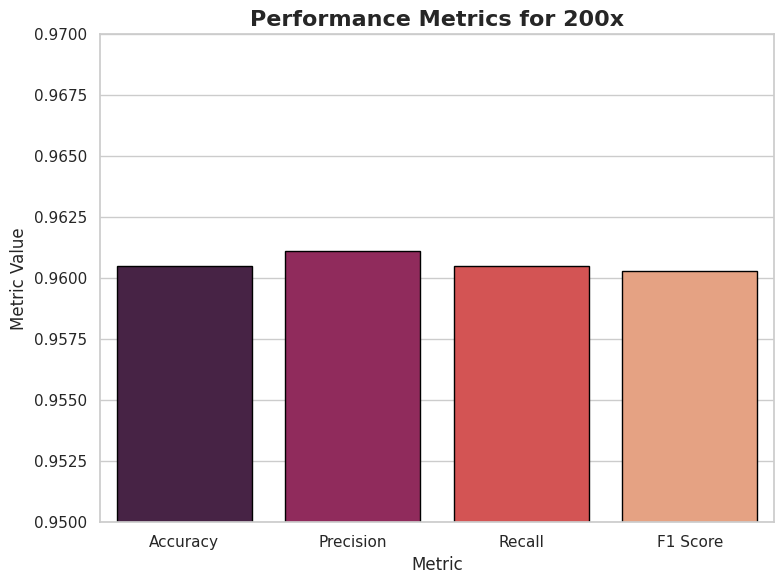 Performance Metrics for 200x
0.9700
0.9675
0.9650
0.9625
0.9600
0.9575
0.9550
0.9525
0.9500
Metric Value
Accuracy
Precision
Recall
F1 Score
Metric